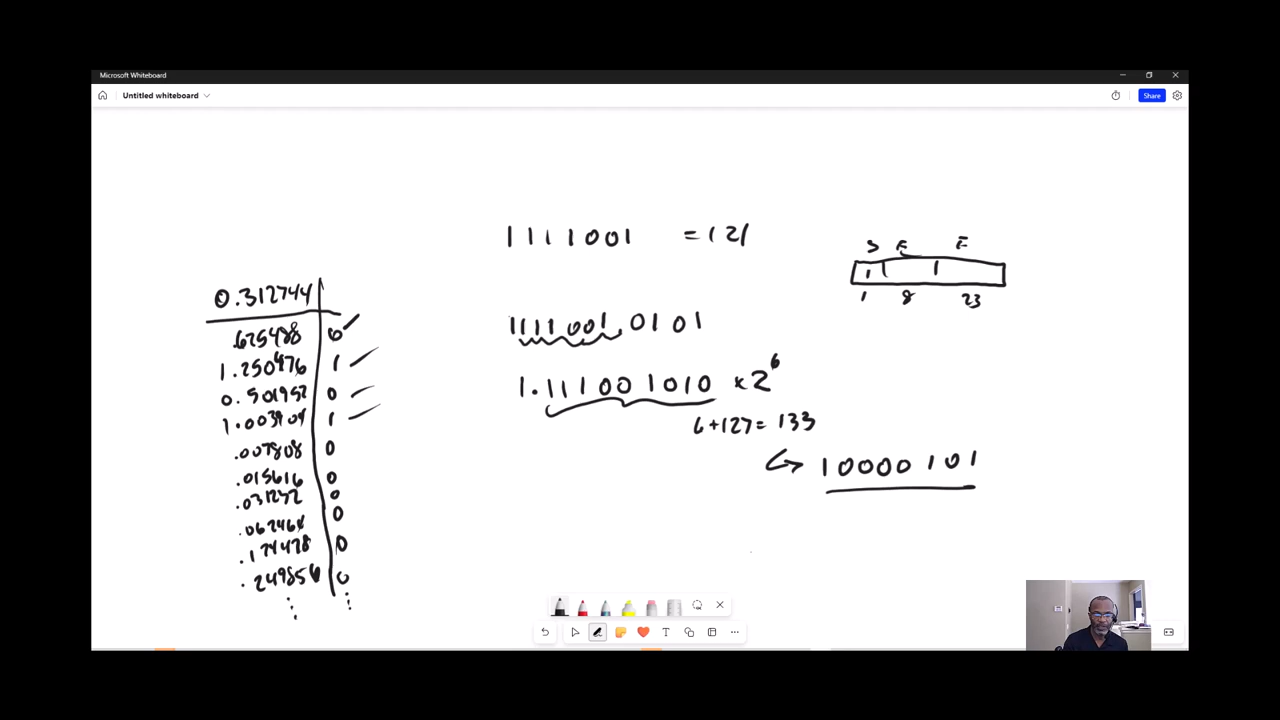 Microsoft Whiteboard
Untitled whiteboard
Share
1111001 = 121
S E F
1
1 8 23
0.312744
.625488 0
1.250976 1
0.501952 0
1.003904 1
.007808 0
.015616 0
.031232 0
.062464 0
.124928 0
.249856 0
1111001.0101
1.111001010 x 2^6
6+127= 133
10000101
T